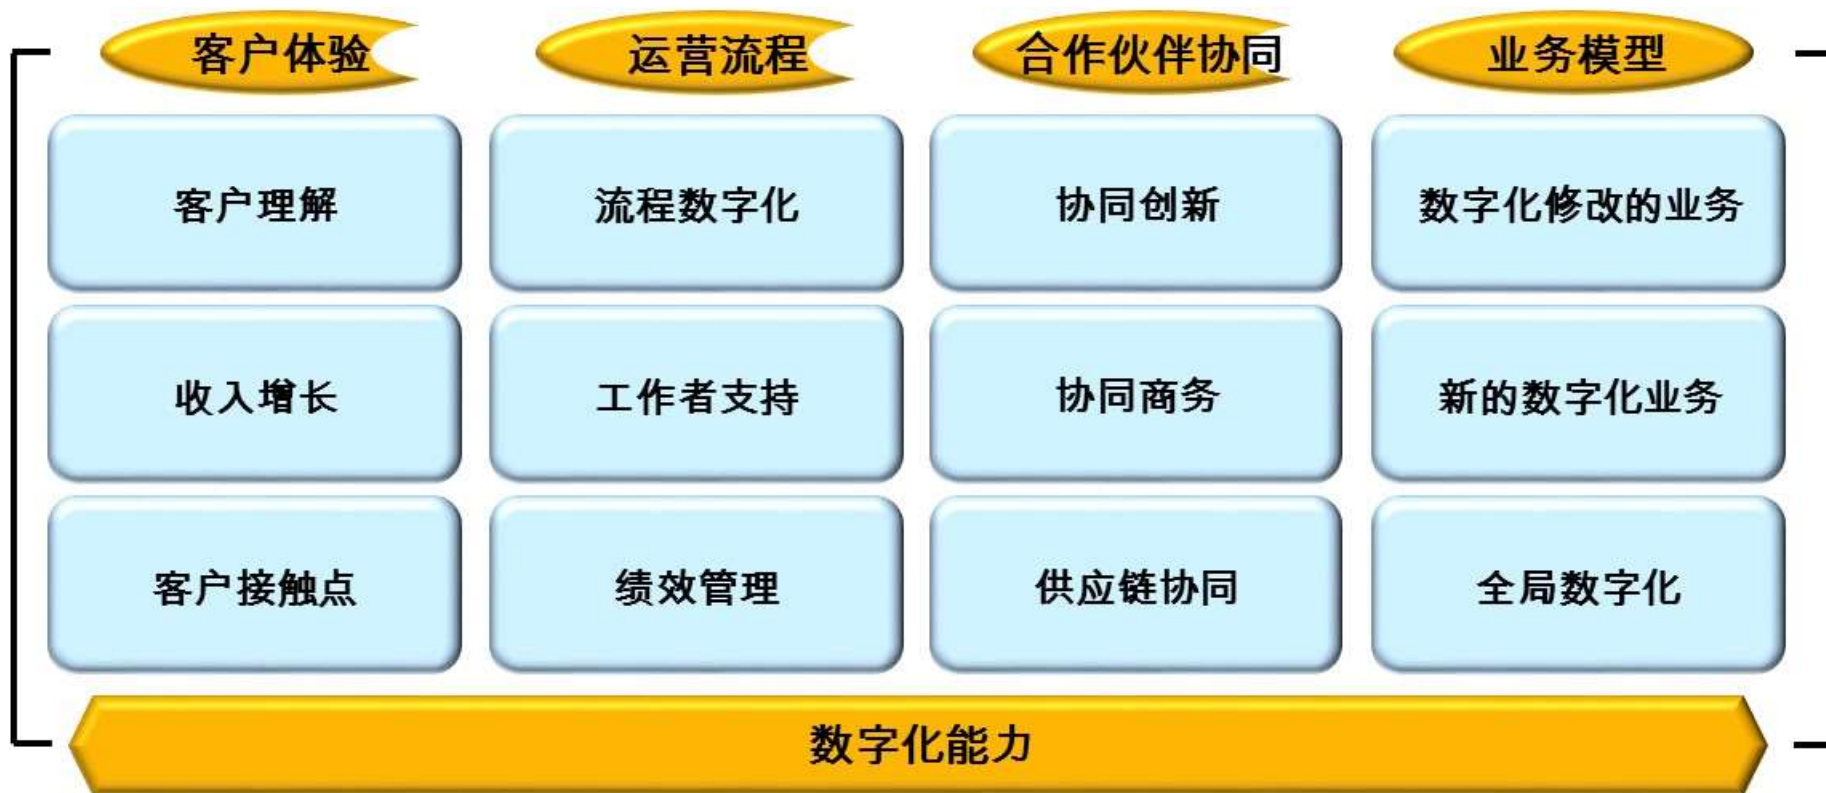 客户体验
运营流程
合作伙伴协同
业务模型
客户理解
流程数字化
协同创新
数字化修改的业务
收入增长
工作者支持
协同商务
新的数字化业务
客户接触点
绩效管理
供应链协同
全局数字化
数字化能力